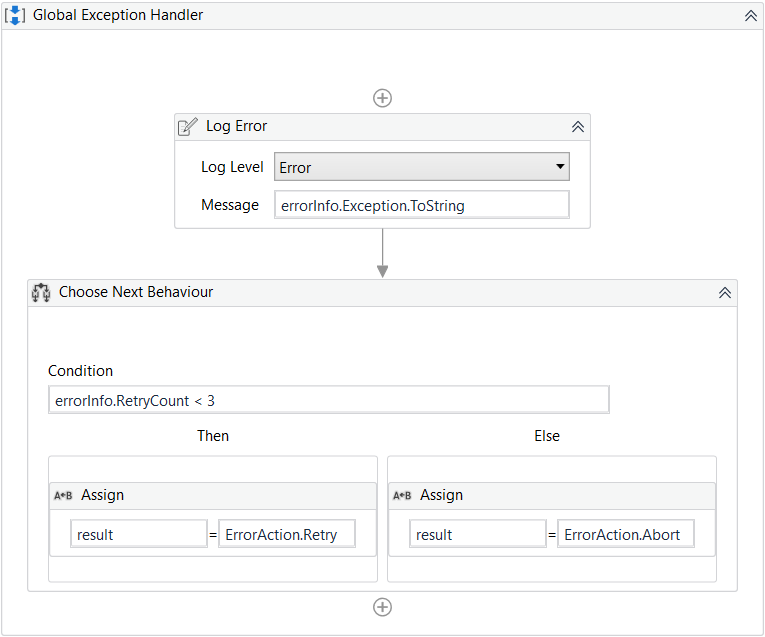 Global Exception Handler
Log Error
Log Level Error
Message errorInfo.Exception.ToString
Choose Next Behaviour
Condition
errorInfo.RetryCount < 3
Then Else
A↔B Assign A↔B Assign
result = ErrorAction.Retry result = ErrorAction.Abort